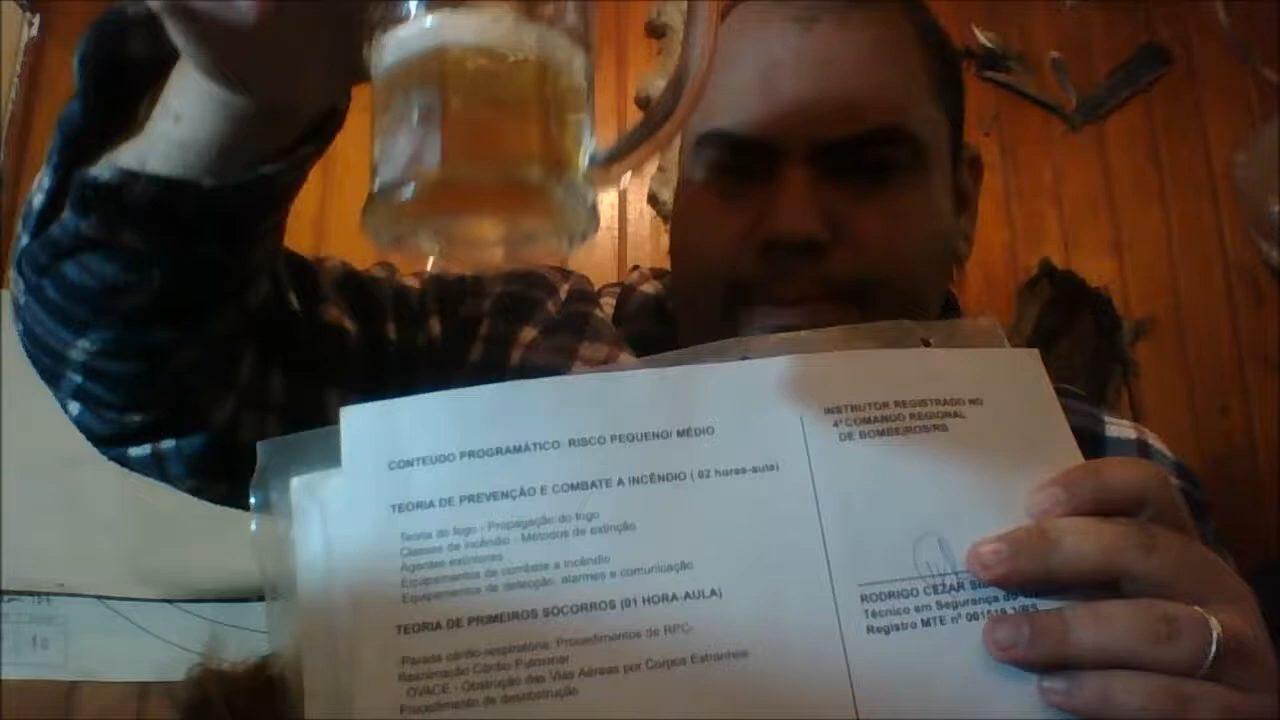 CONTEUDO PROGRAMÁTICO: RISCO PEQUENO/ MÉDIO
TEORIA DE PREVENÇÃO E COMBATE A INCÊNDIO ( 02 horas-aula)
Teoria do fogo - Propagação do fogo
Classes de incêndio - Métodos de extinção
Agentes extintores
Equipamentos de combate a incêndio
Equipamentos de detecção, alarmes e comunicação
TEORIA DE PRIMEIROS SOCORROS (01 HORA-AULA)
Parada cárdio-respiratória: Procedimentos de RPC-
Reanimação Cárdio Pulmonar
OVACE - Obstrução das Vias Aéreas por Corpos Estranhos
Procedimento de desobstrução
INSTRUTOR REGISTRADO NO
4º COMANDO REGIONAL
DE BOMBEIROS/RS
RODRIGO CEZAR
Técnico em Segurança do
Registro MTE nº